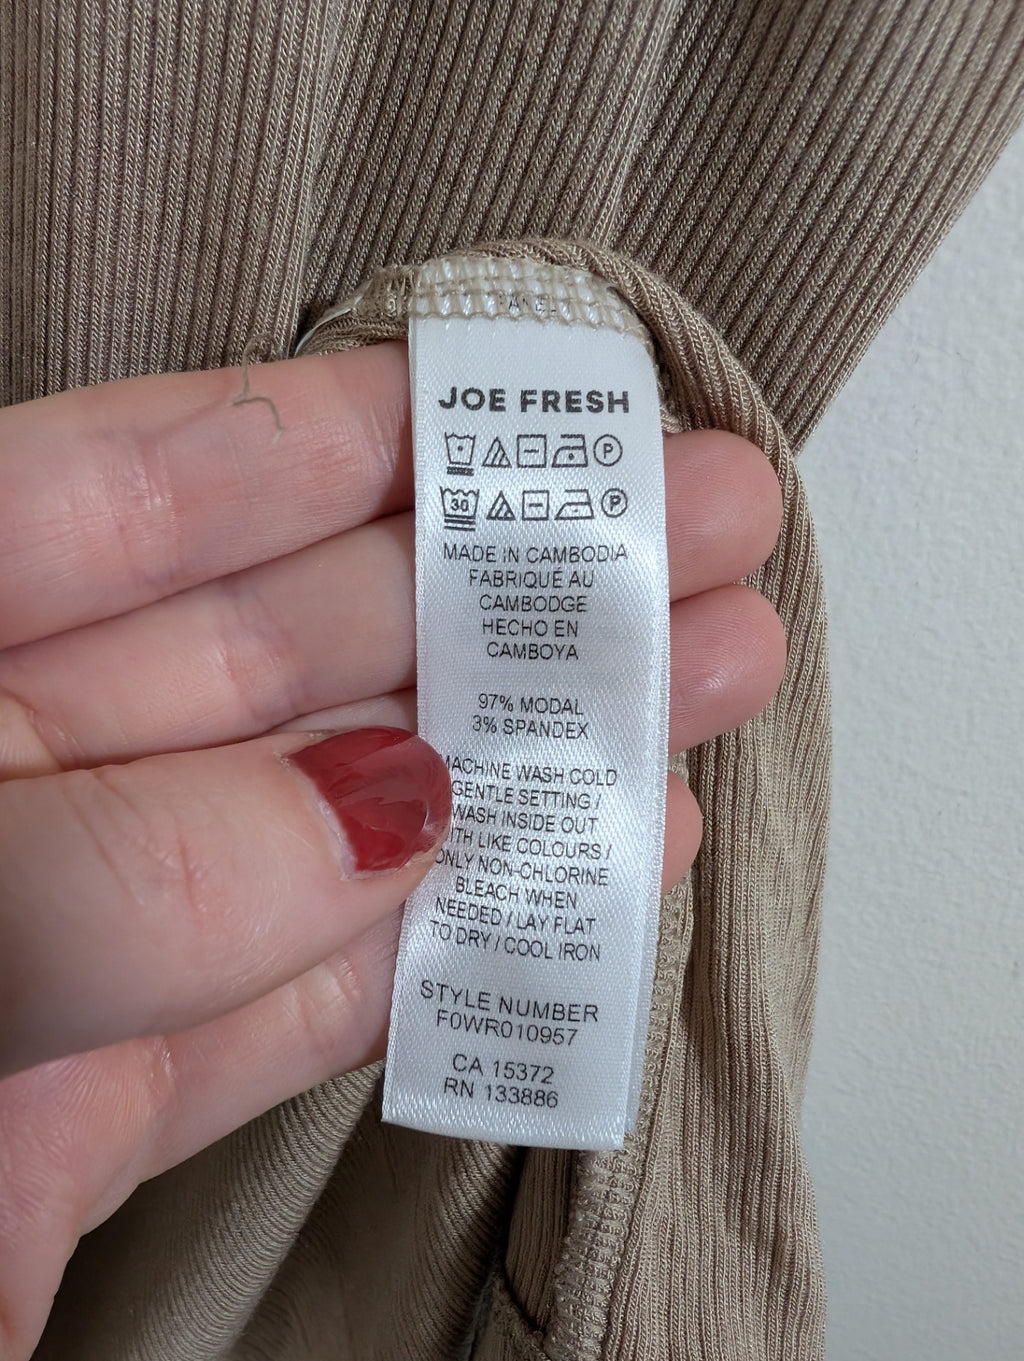 JOE FRESH
P
30 P
MADE IN CAMBODIA
FABRIQUÉ AU
CAMBODGE
HECHO EN
CAMBOYA
97% MODAL
3% SPANDEX
MACHINE WASH COLD
GENTLE SETTING /
WASH INSIDE OUT
WITH LIKE COLOURS /
ONLY NON-CHLORINE
BLEACH WHEN
NEEDED / LAY FLAT
TO DRY / COOL IRON
STYLE NUMBER
F0WR010957
CA 15372
RN 133886